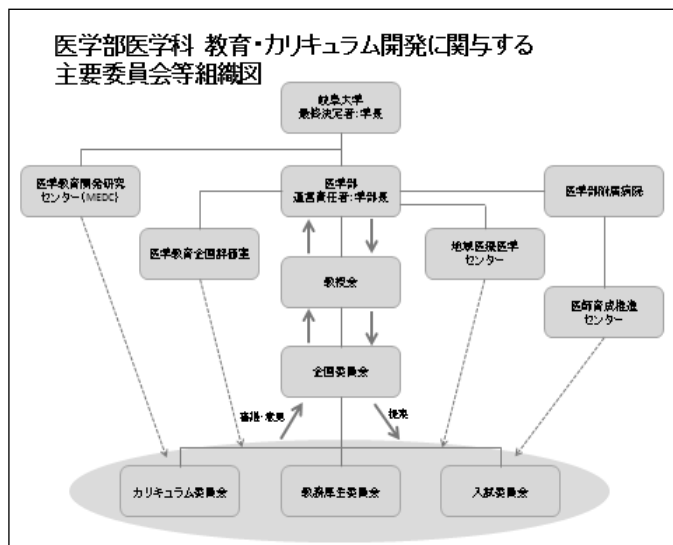 医学部医学科 教育・カリキュラム開発に関与する
主要委員会等組織図
岐阜大学
最終決定者:学長
医学教育開発研究
センター(MEDC)
医学部
運営責任者:学部長
医学部附属病院
医学教育企画評価室
地域医療医学
センター
教授会
医師育成推進
センター
企画委員会
審議・意見
提案
カリキュラム委員会
教務厚生委員会
入試委員会